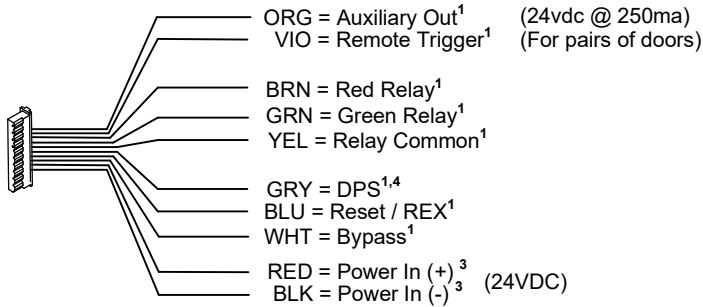 ORG = Auxiliary Out¹ (24vdc @ 250ma)
VIO = Remote Trigger¹ (For pairs of doors)
BRN = Red Relay¹
GRN = Green Relay¹
YEL = Relay Common¹
GRY = DPS¹,⁴
BLU = Reset / REX¹
WHT = Bypass¹
RED = Power In (+) ³ (24VDC)
BLK = Power In (-) ³